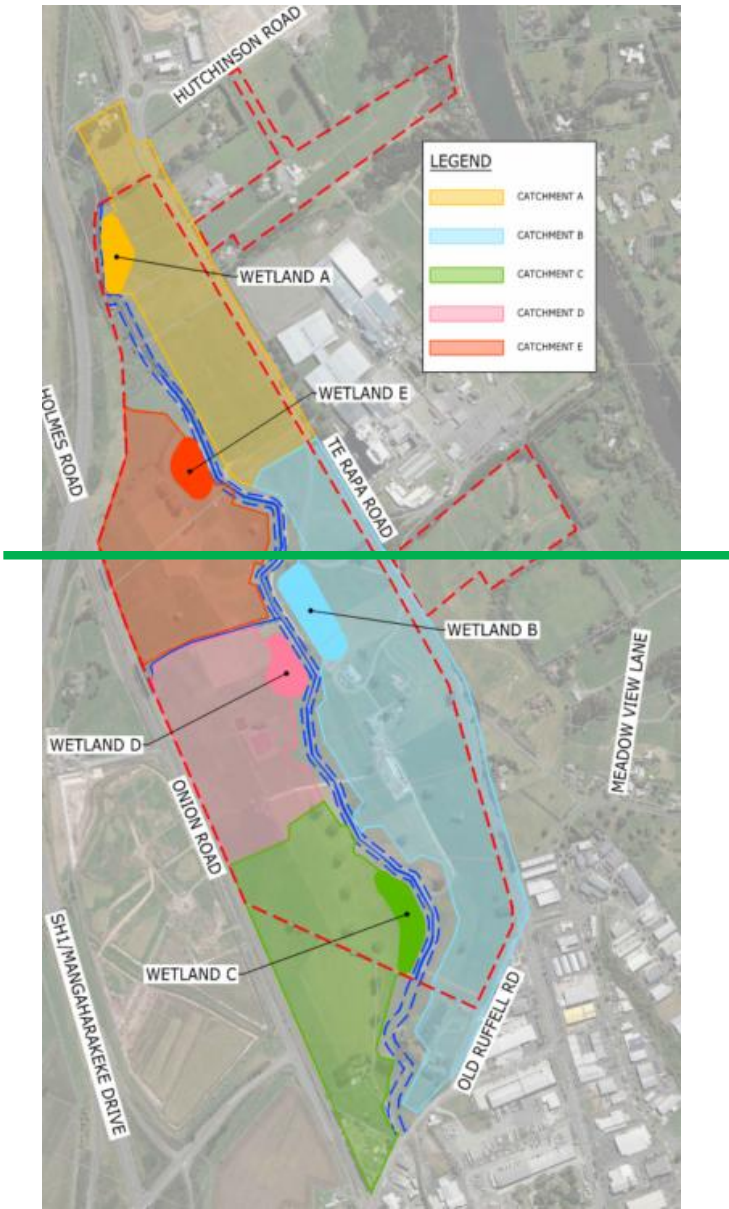 HUTCHINSON ROAD
LEGEND
CATCHMENT A
CATCHMENT B
CATCHMENT C
CATCHMENT D
CATCHMENT E
WETLAND A
WETLAND E
HOLMES ROAD
TE RAPA ROAD
WETLAND B
MEADOW VIEW LANE
WETLAND D
ONION ROAD
WETLAND C
SH1/MANGAHARAKEKE DRIVE
OLD RUFFELL RD